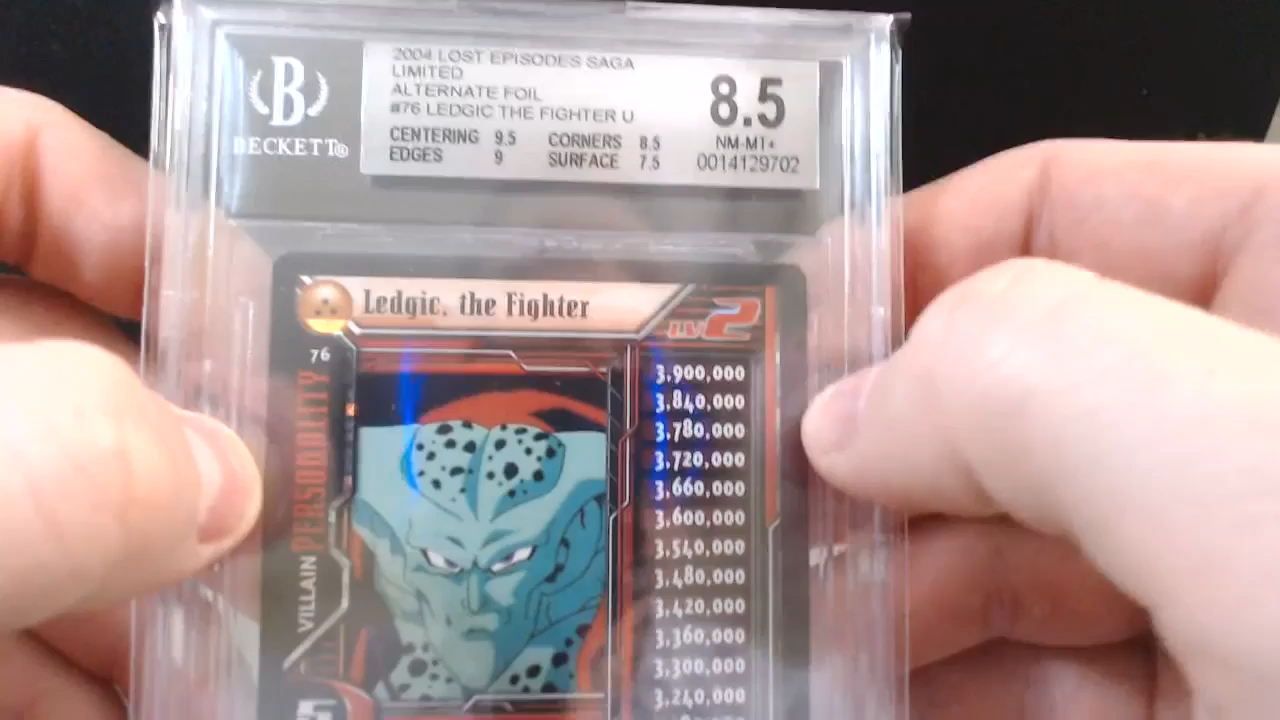 B
BECKETT®
2004 LOST EPISODES SAGA
LIMITED
ALTERNATE FOIL
#76 LEDGIC THE FIGHTER U
CENTERING 9.5 CORNERS 8.5
EDGES 9 SURFACE 7.5
8.5
NM-MT+
0014129702
Ledgic, the Fighter
LV2
76
VILLAIN PERSONALITY
3,900,000
3,840,000
3,780,000
3,720,000
3,660,000
3,600,000
3,540,000
3,480,000
3,420,000
3,360,000
3,300,000
3,240,000